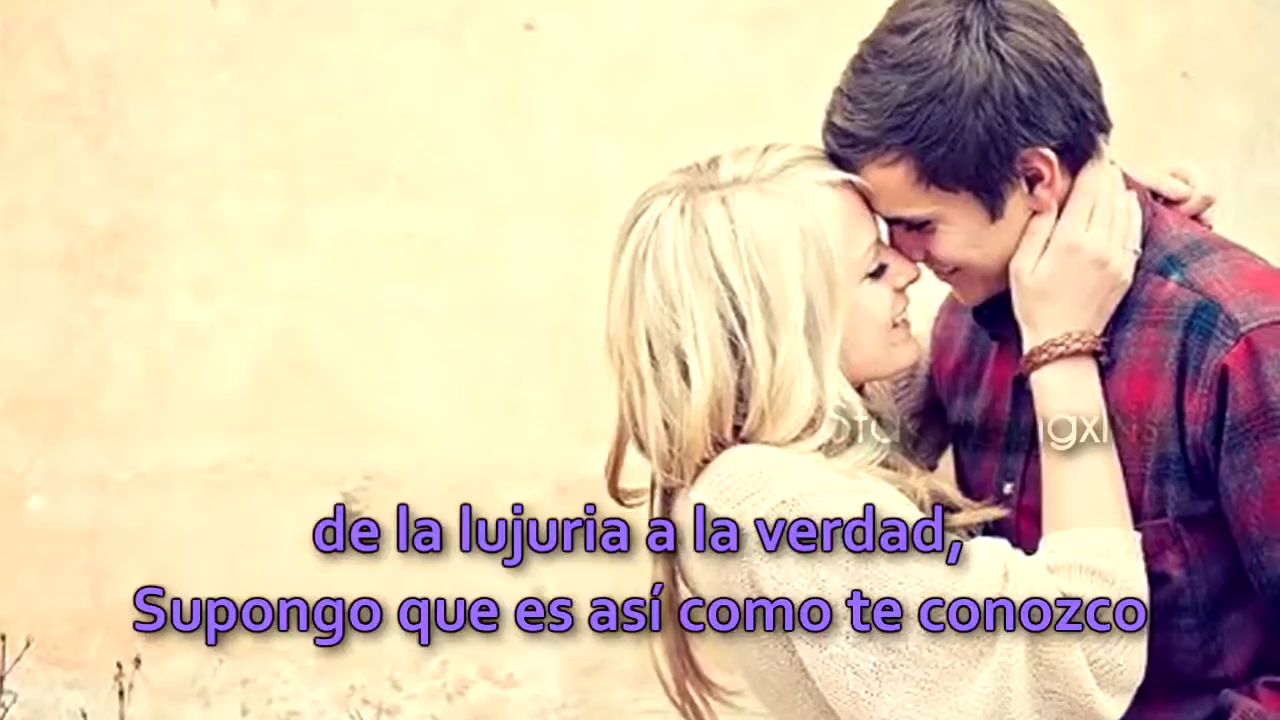 de la lujuria a la verdad,
Supongo que es así como te conozco